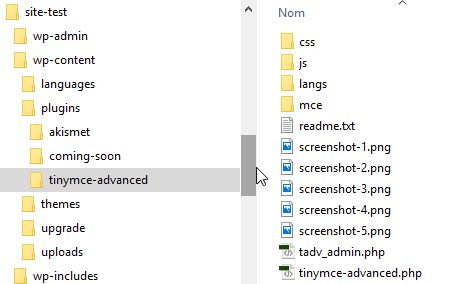 site-test
wp-admin
wp-content
languages
plugins
akismet
coming-soon
tinymce-advanced
themes
upgrade
uploads
wp-includes
Nom
css
js
langs
mce
readme.txt
screenshot-1.png
screenshot-2.png
screenshot-3.png
screenshot-4.png
screenshot-5.png
tadv_admin.php
tinymce-advanced.php